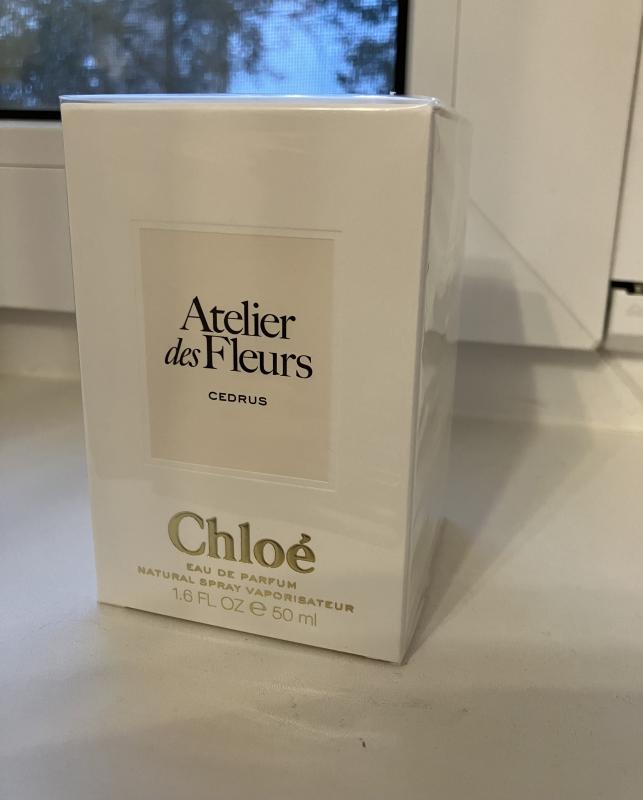 Atelier
des Fleurs
CEDRUS
Chloé
EAU DE PARFUM
NATURAL SPRAY VAPORISATEUR
1.6 FL OZ ℮ 50 ml